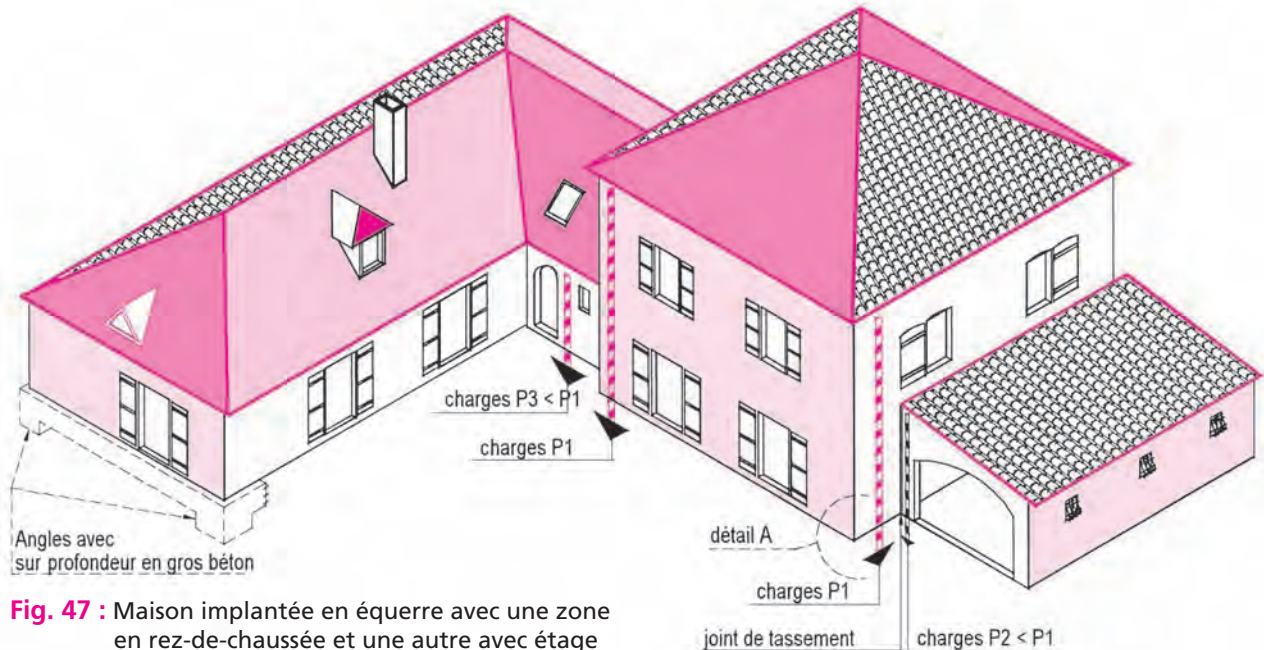 charges P3 < P1
charges P1
Angles avec
sur profondeur en gros béton
détail A
charges P1
joint de tassement
charges P2 < P1
Fig. 47 : Maison implantée en équerre avec une zone
en rez-de-chaussée et une autre avec étage